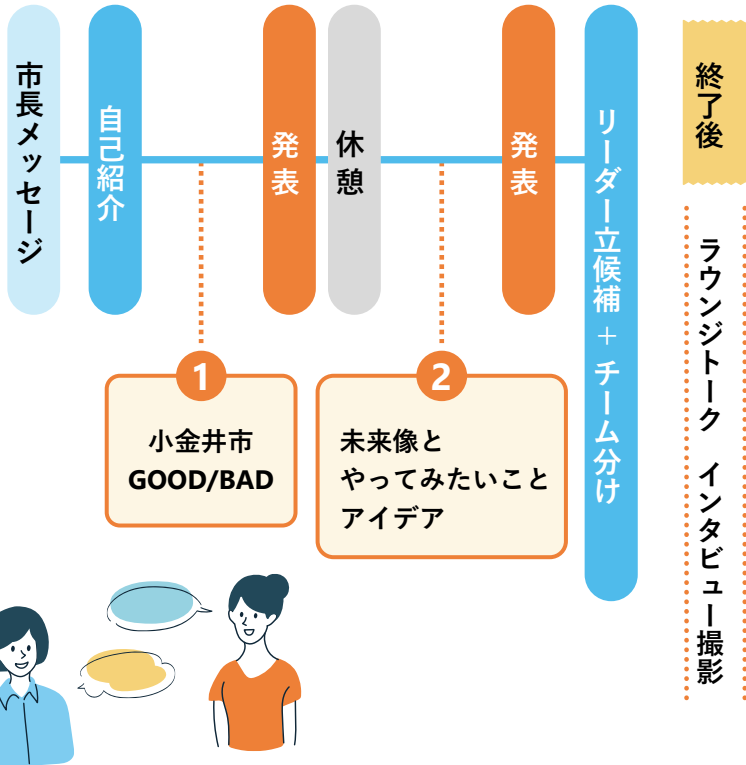 市長メッセージ
自己紹介
発表
休憩
発表
リーダー立候補 + チーム分け
終了後
ラウンジトーク インタビュー撮影
1
小金井市
GOOD/BAD
2
未来像と
やってみたいこと
アイデア